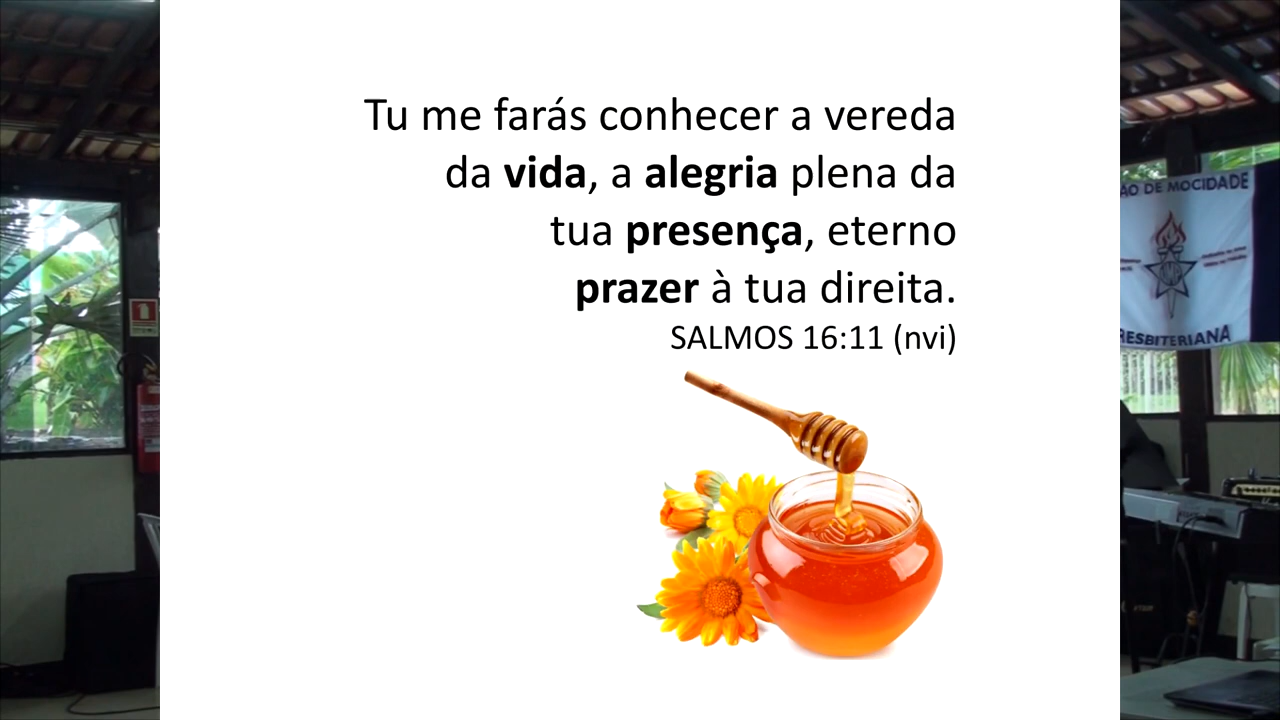 Tu me farás conhecer a vereda
da vida, a alegria plena da
tua presença, eterno
prazer à tua direita.
SALMOS 16:11 (nvi)
ÃO DE MOCIDADE
RESBITERIANA